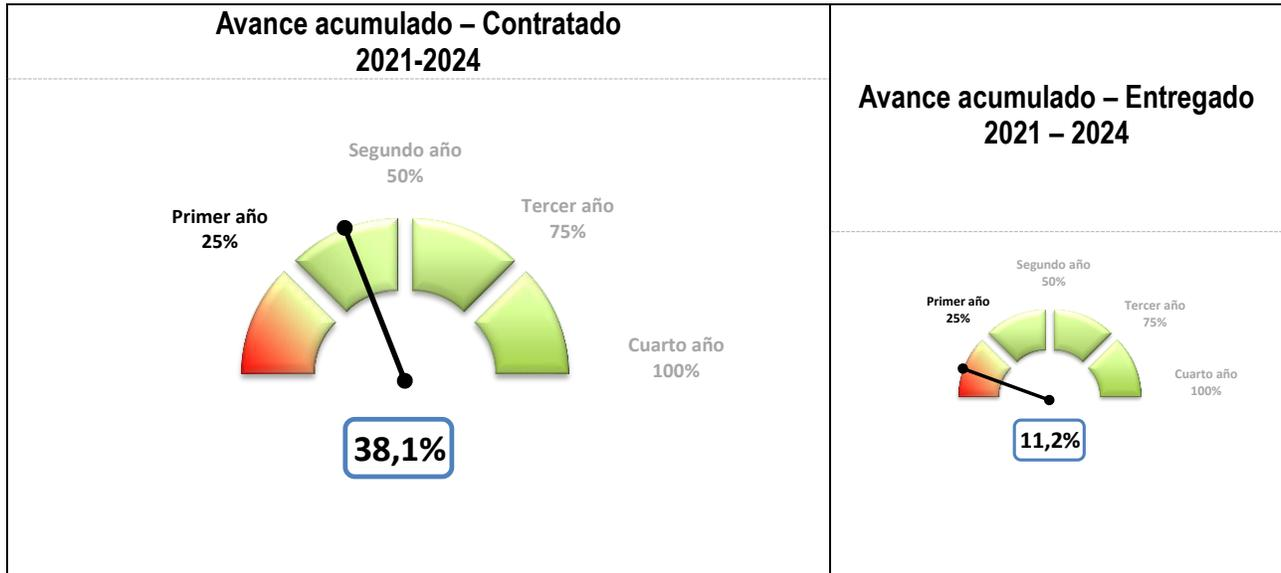 Avance acumulado – Contratado
2021-2024
Segundo año
50%
Primer año
25%
Tercer año
75%
Cuarto año
100%
38,1%
Avance acumulado – Entregado
2021 – 2024
Segundo año
50%
Primer año
25%
Tercer año
75%
Cuarto año
100%
11,2%